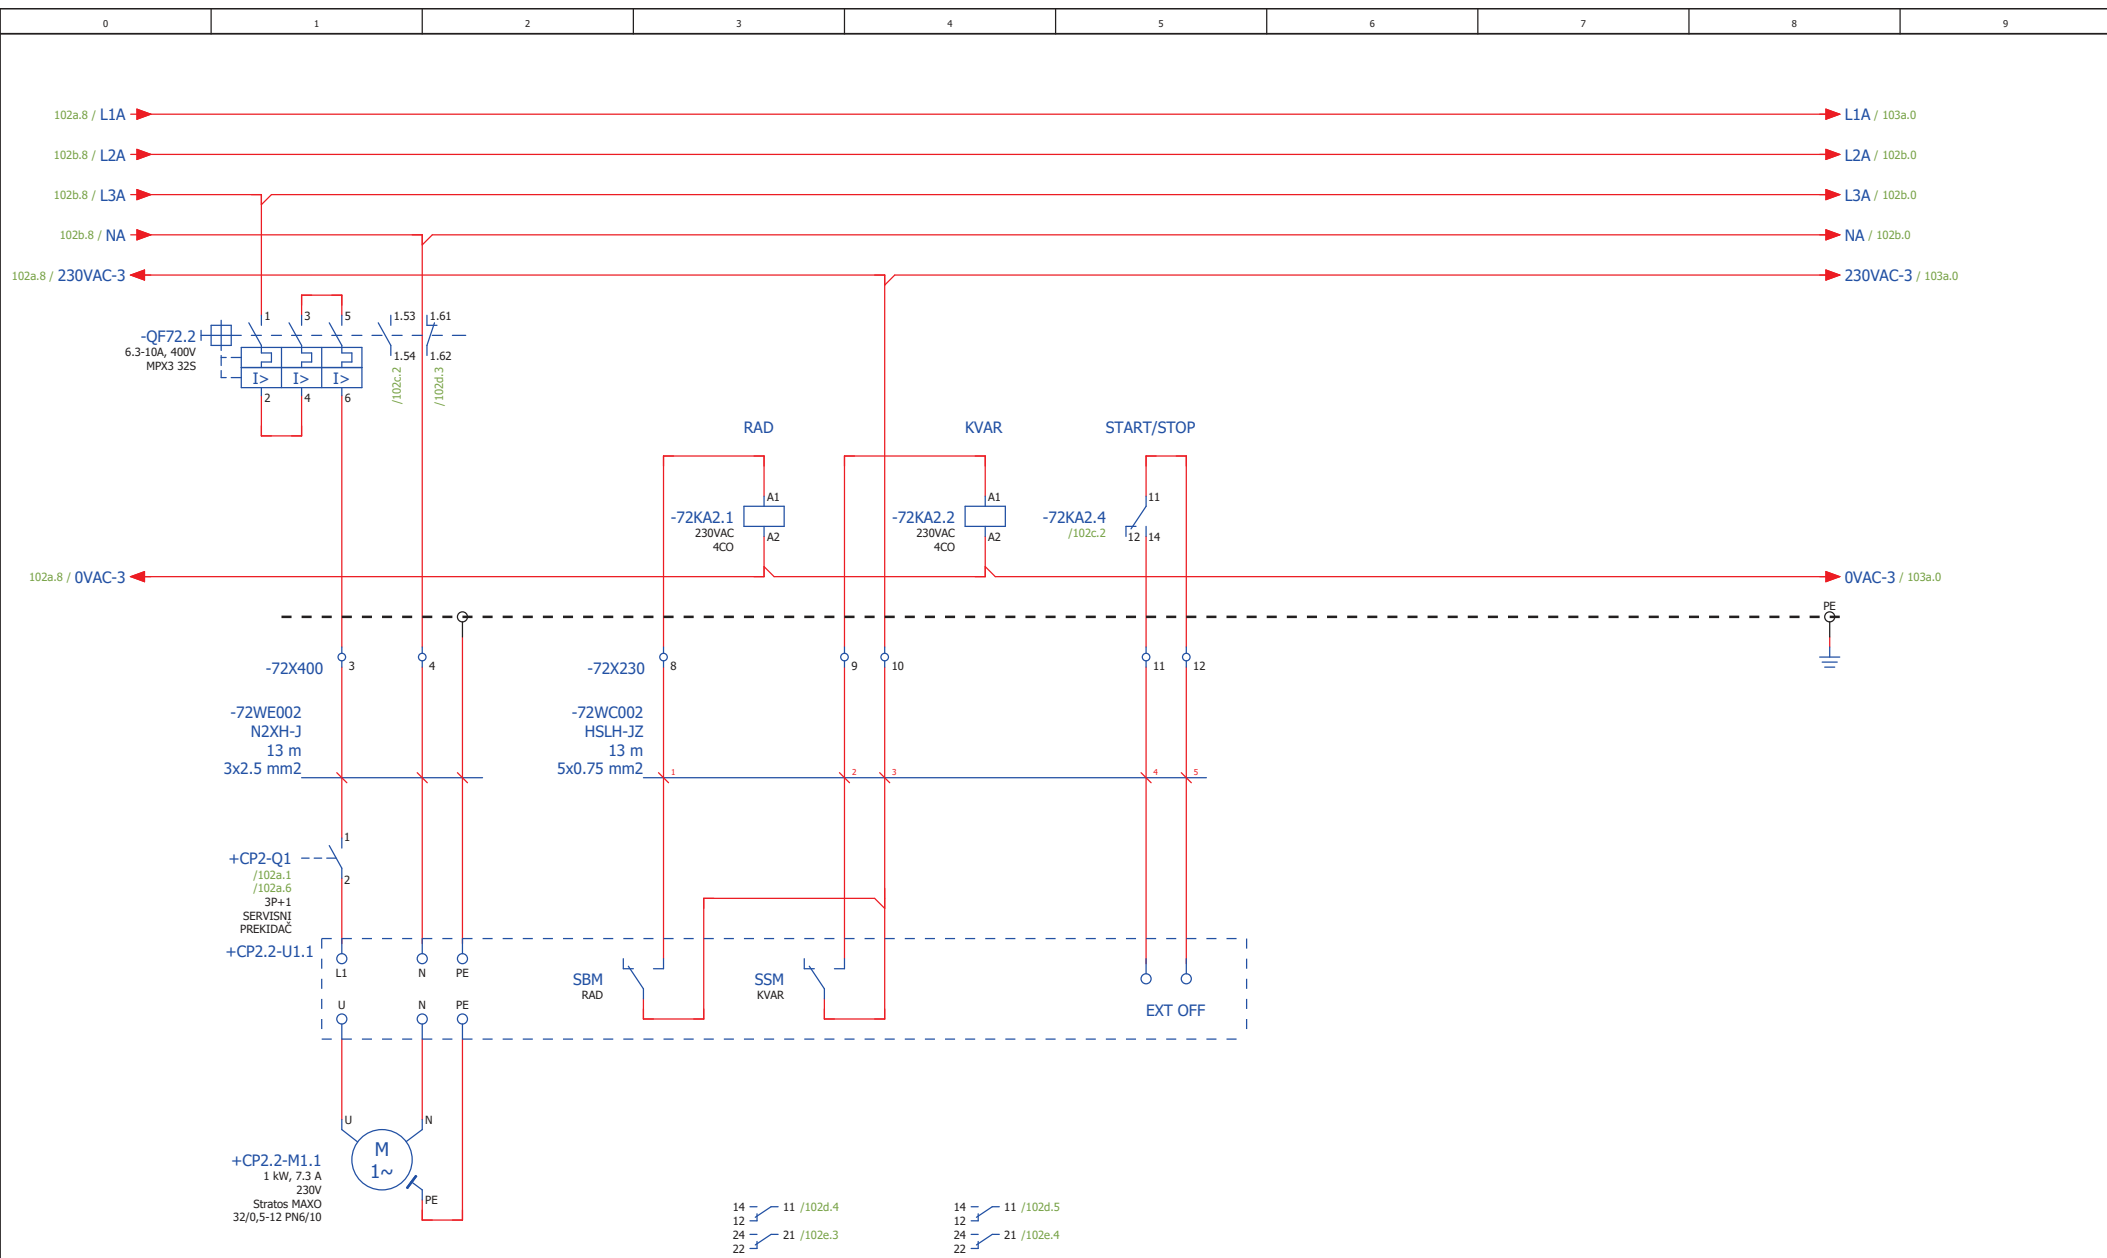 0 1 2 3 4 5 6 7 8 9
102a.8 / L1A L1A / 103a.0
102b.8 / L2A L2A / 102b.0
102b.8 / L3A L3A / 102b.0
102b.8 / NA NA / 102b.0
102a.8 / 230VAC-3 230VAC-3 / 103a.0
1 3 5 1.53 1.61
-QF72.2
6.3-10A, 400V
MPX3 32S
1.54 1.62
I> I> I>
/102c.2 /102d.3
2 4 6
RAD KVAR START/STOP
A1 A1 11
-72KA2.1 -72KA2.2 -72KA2.4
230VAC 230VAC /102c.2
4CO 4CO
A2 A2 12 14
102a.8 / 0VAC-3 0VAC-3 / 103a.0
PE
-72X400 3 4 -72X230 8 9 10 11 12
-72WE002
N2XH-J
13 m
3x2.5 mm2
-72WC002
HSLH-JZ
13 m
5x0.75 mm2
1 2 3 4 5
1
+CP2-Q1
/102a.1
/102a.6
2
3P+1
SERVISNI
PREKIDAČ
+CP2.2-U1.1
L1 N PE
SBM
RAD
SSM
KVAR
U N PE
EXT OFF
U N
M
1~
+CP2.2-M1.1
1 kW, 7.3 A
230V
Stratos MAXO
32/0,5-12 PN6/10
PE
14 11 /102d.4 14 11 /102d.5
12 12
24 21 /102e.3 24 21 /102e.4
22 22